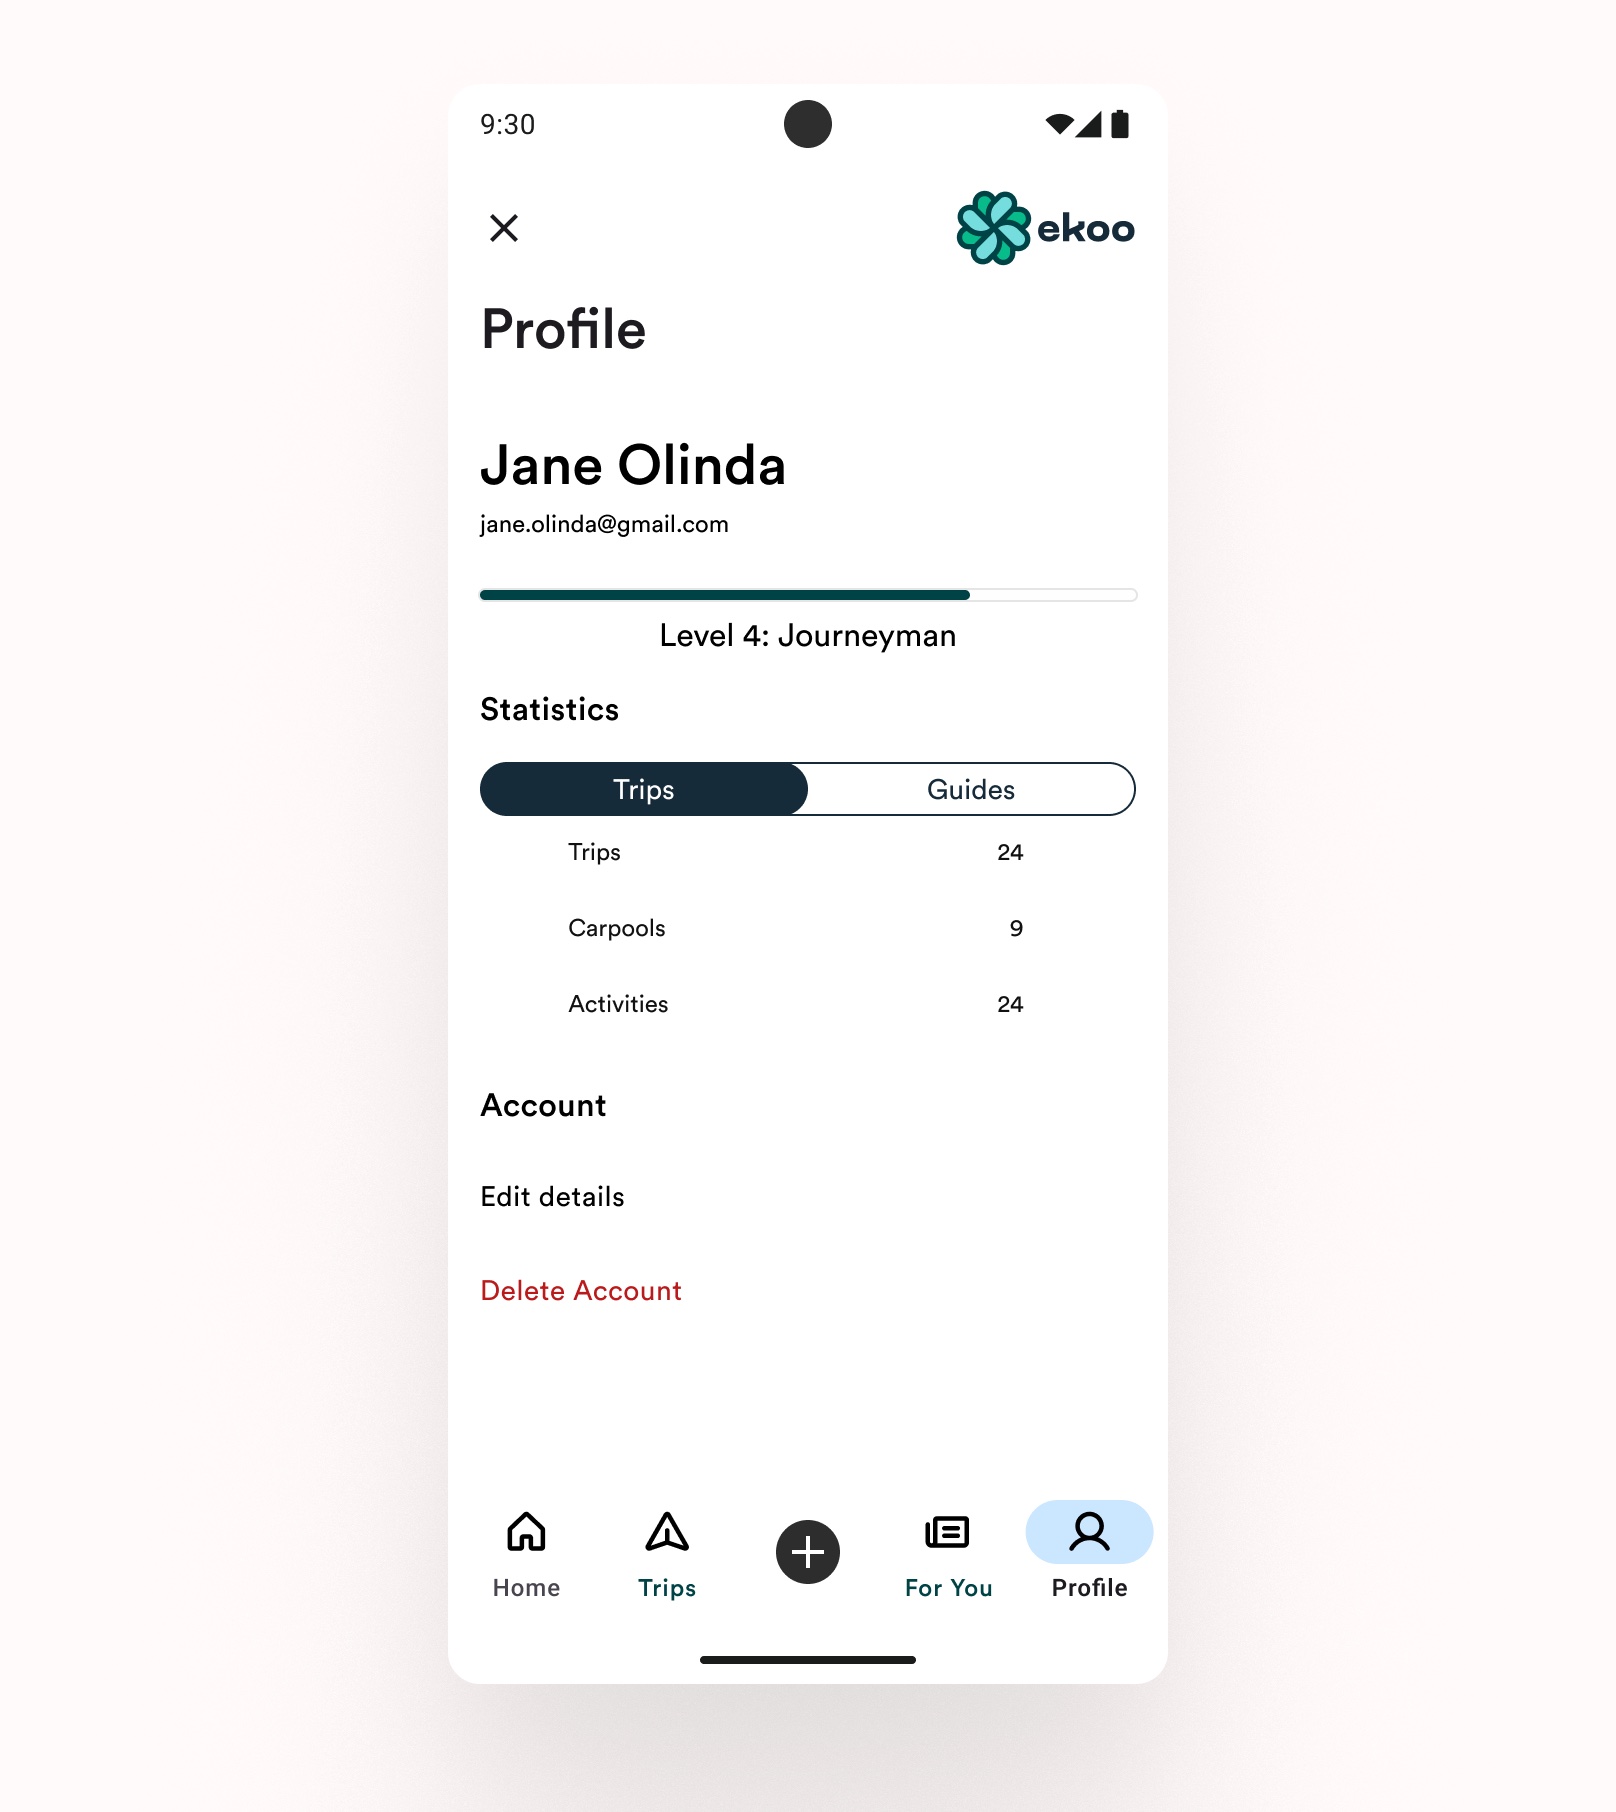 9:30
ekoo
Profile
Jane Olinda
jane.olinda@gmail.com
Level 4: Journeyman
Statistics
Trips Guides
Trips 24
Carpools 9
Activities 24
Account
Edit details
Delete Account
Home Trips For You Profile